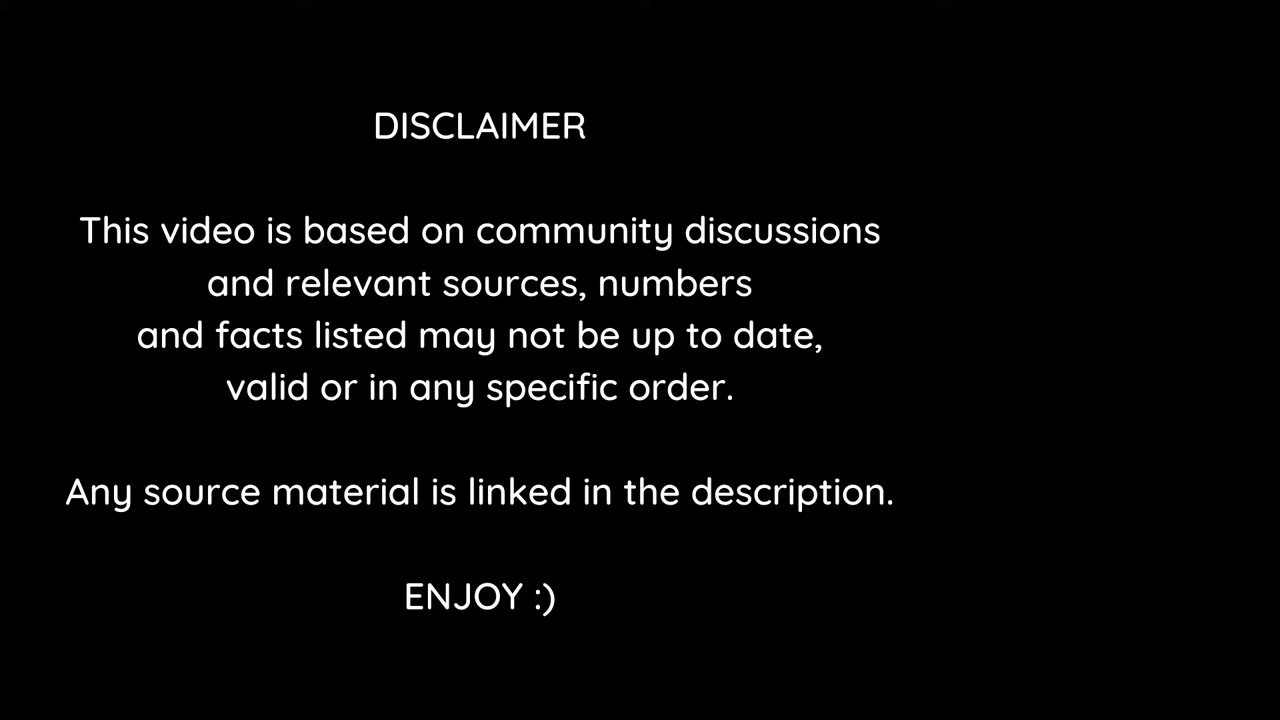 DISCLAIMER
This video is based on community discussions
and relevant sources, numbers
and facts listed may not be up to date,
valid or in any specific order.
Any source material is linked in the description.
ENJOY :)